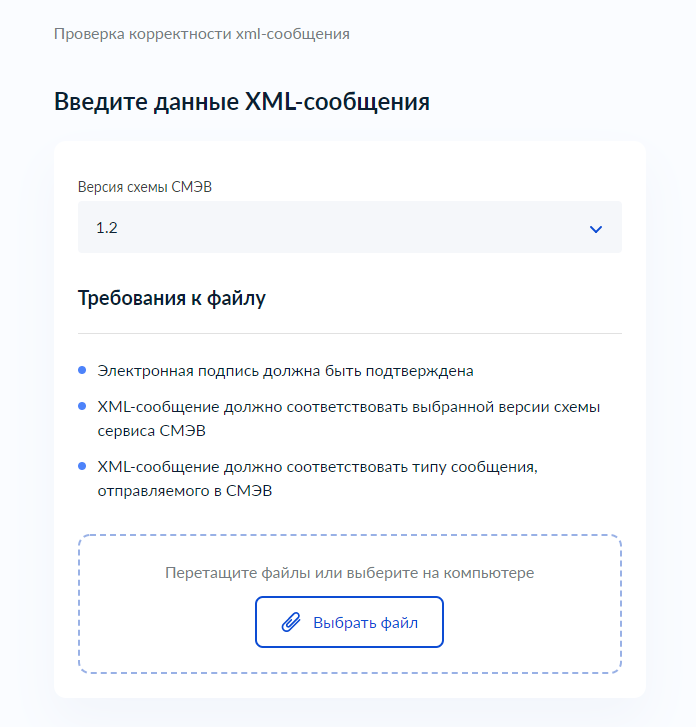 Проверка корректности xml-сообщения
Введите данные XML-сообщения
Версия схемы СМЭВ
1.2
Требования к файлу
Электронная подпись должна быть подтверждена
XML-сообщение должно соответствовать выбранной версии схемы
сервиса СМЭВ
XML-сообщение должно соответствовать типу сообщения,
отправляемого в СМЭВ
Перетащите файлы или выберите на компьютере
Выбрать файл